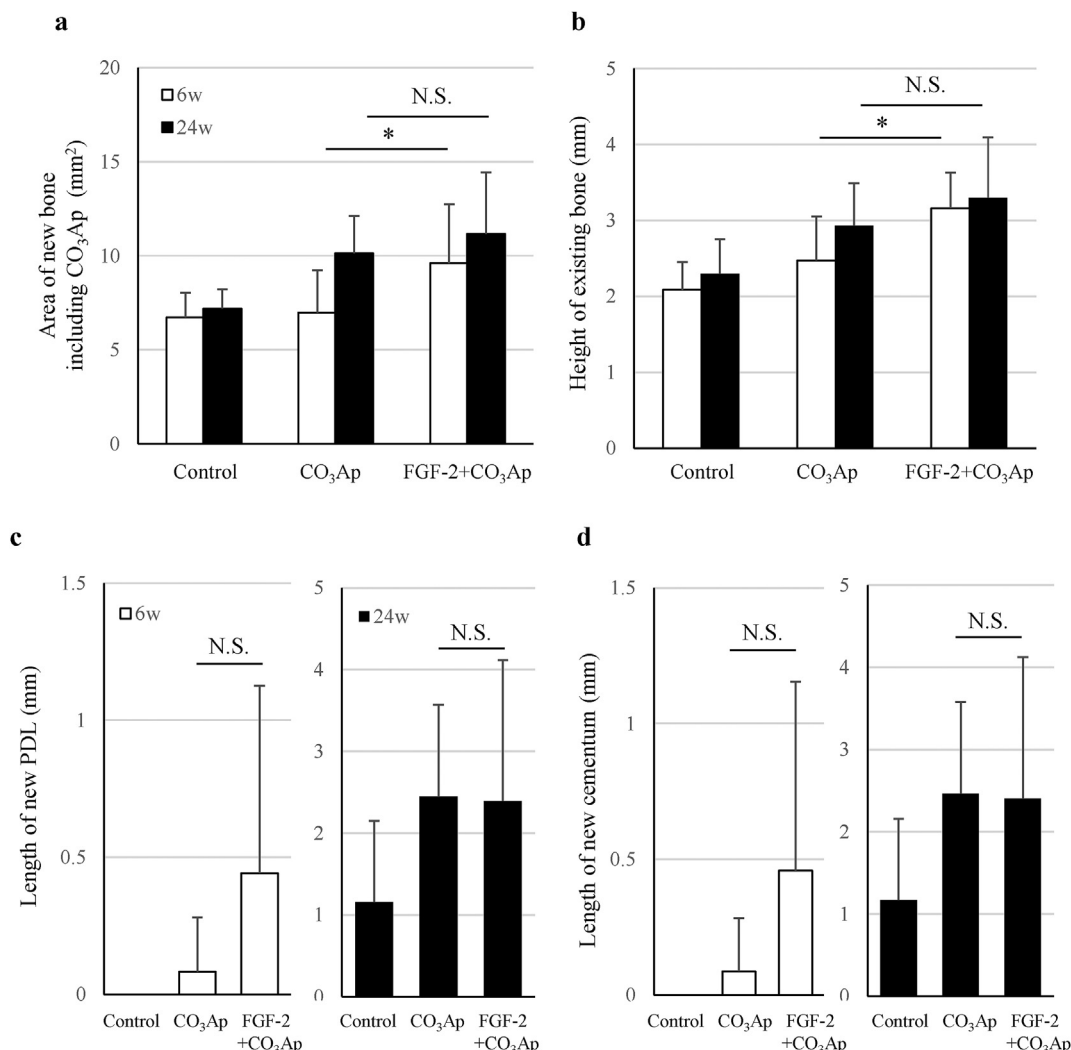 a
Area of new bone
including CO₃Ap (mm²)
20
15
10
5
0
6w
24w
N.S.
*
Control
CO₃Ap
FGF-2+CO₃Ap
b
Height of existing bone (mm)
5
4
3
2
1
0
N.S.
*
Control
CO₃Ap
FGF-2+CO₃Ap
c
Length of new PDL (mm)
1.5
1
0.5
0
6w
N.S.
Control
CO₃Ap
FGF-2
+CO₃Ap
5
4
3
2
1
0
24w
N.S.
Control
CO₃Ap
FGF-2
+CO₃Ap
d
Length of new cementum (mm)
1.5
1
0.5
0
N.S.
Control
CO₃Ap
FGF-2
+CO₃Ap
5
4
3
2
1
0
N.S.
Control
CO₃Ap
FGF-2
+CO₃Ap